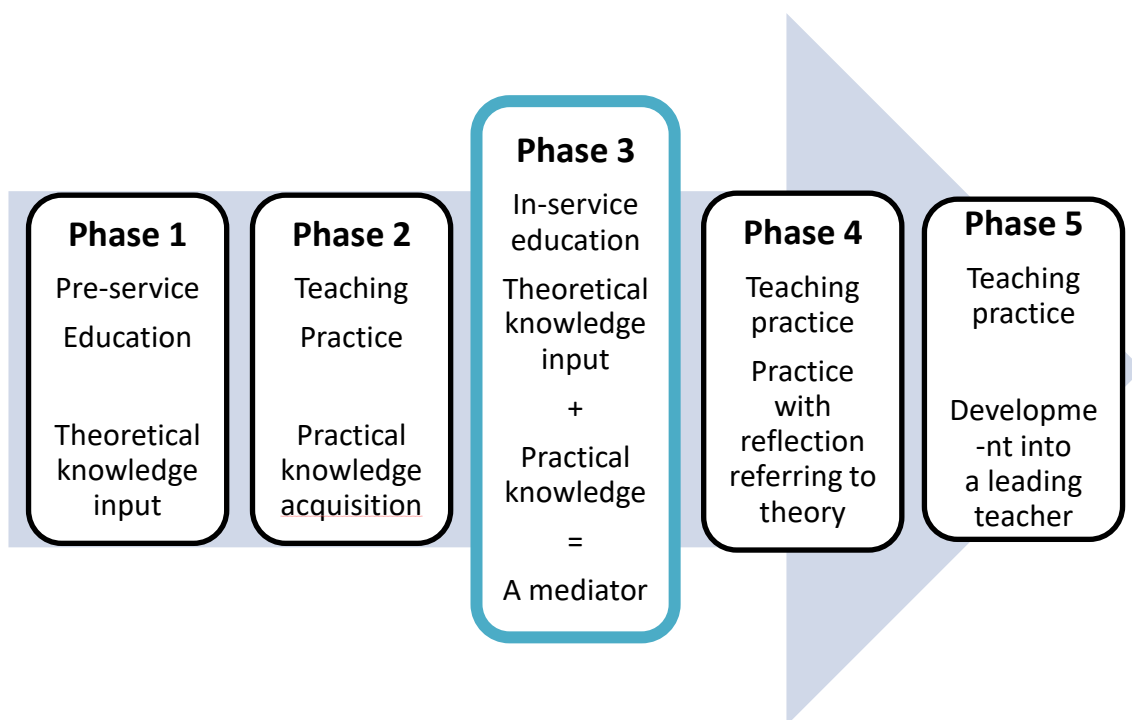 Phase 1
Pre-service
Education
Theoretical
knowledge
input
Phase 2
Teaching
Practice
Practical
knowledge
acquisition
Phase 3
In-service
education
Theoretical
knowledge
input
+
Practical
knowledge
=
A mediator
Phase 4
Teaching
practice
Practice
with
reflection
referring to
theory
Phase 5
Teaching
practice
Developme
-nt into
a leading
teacher